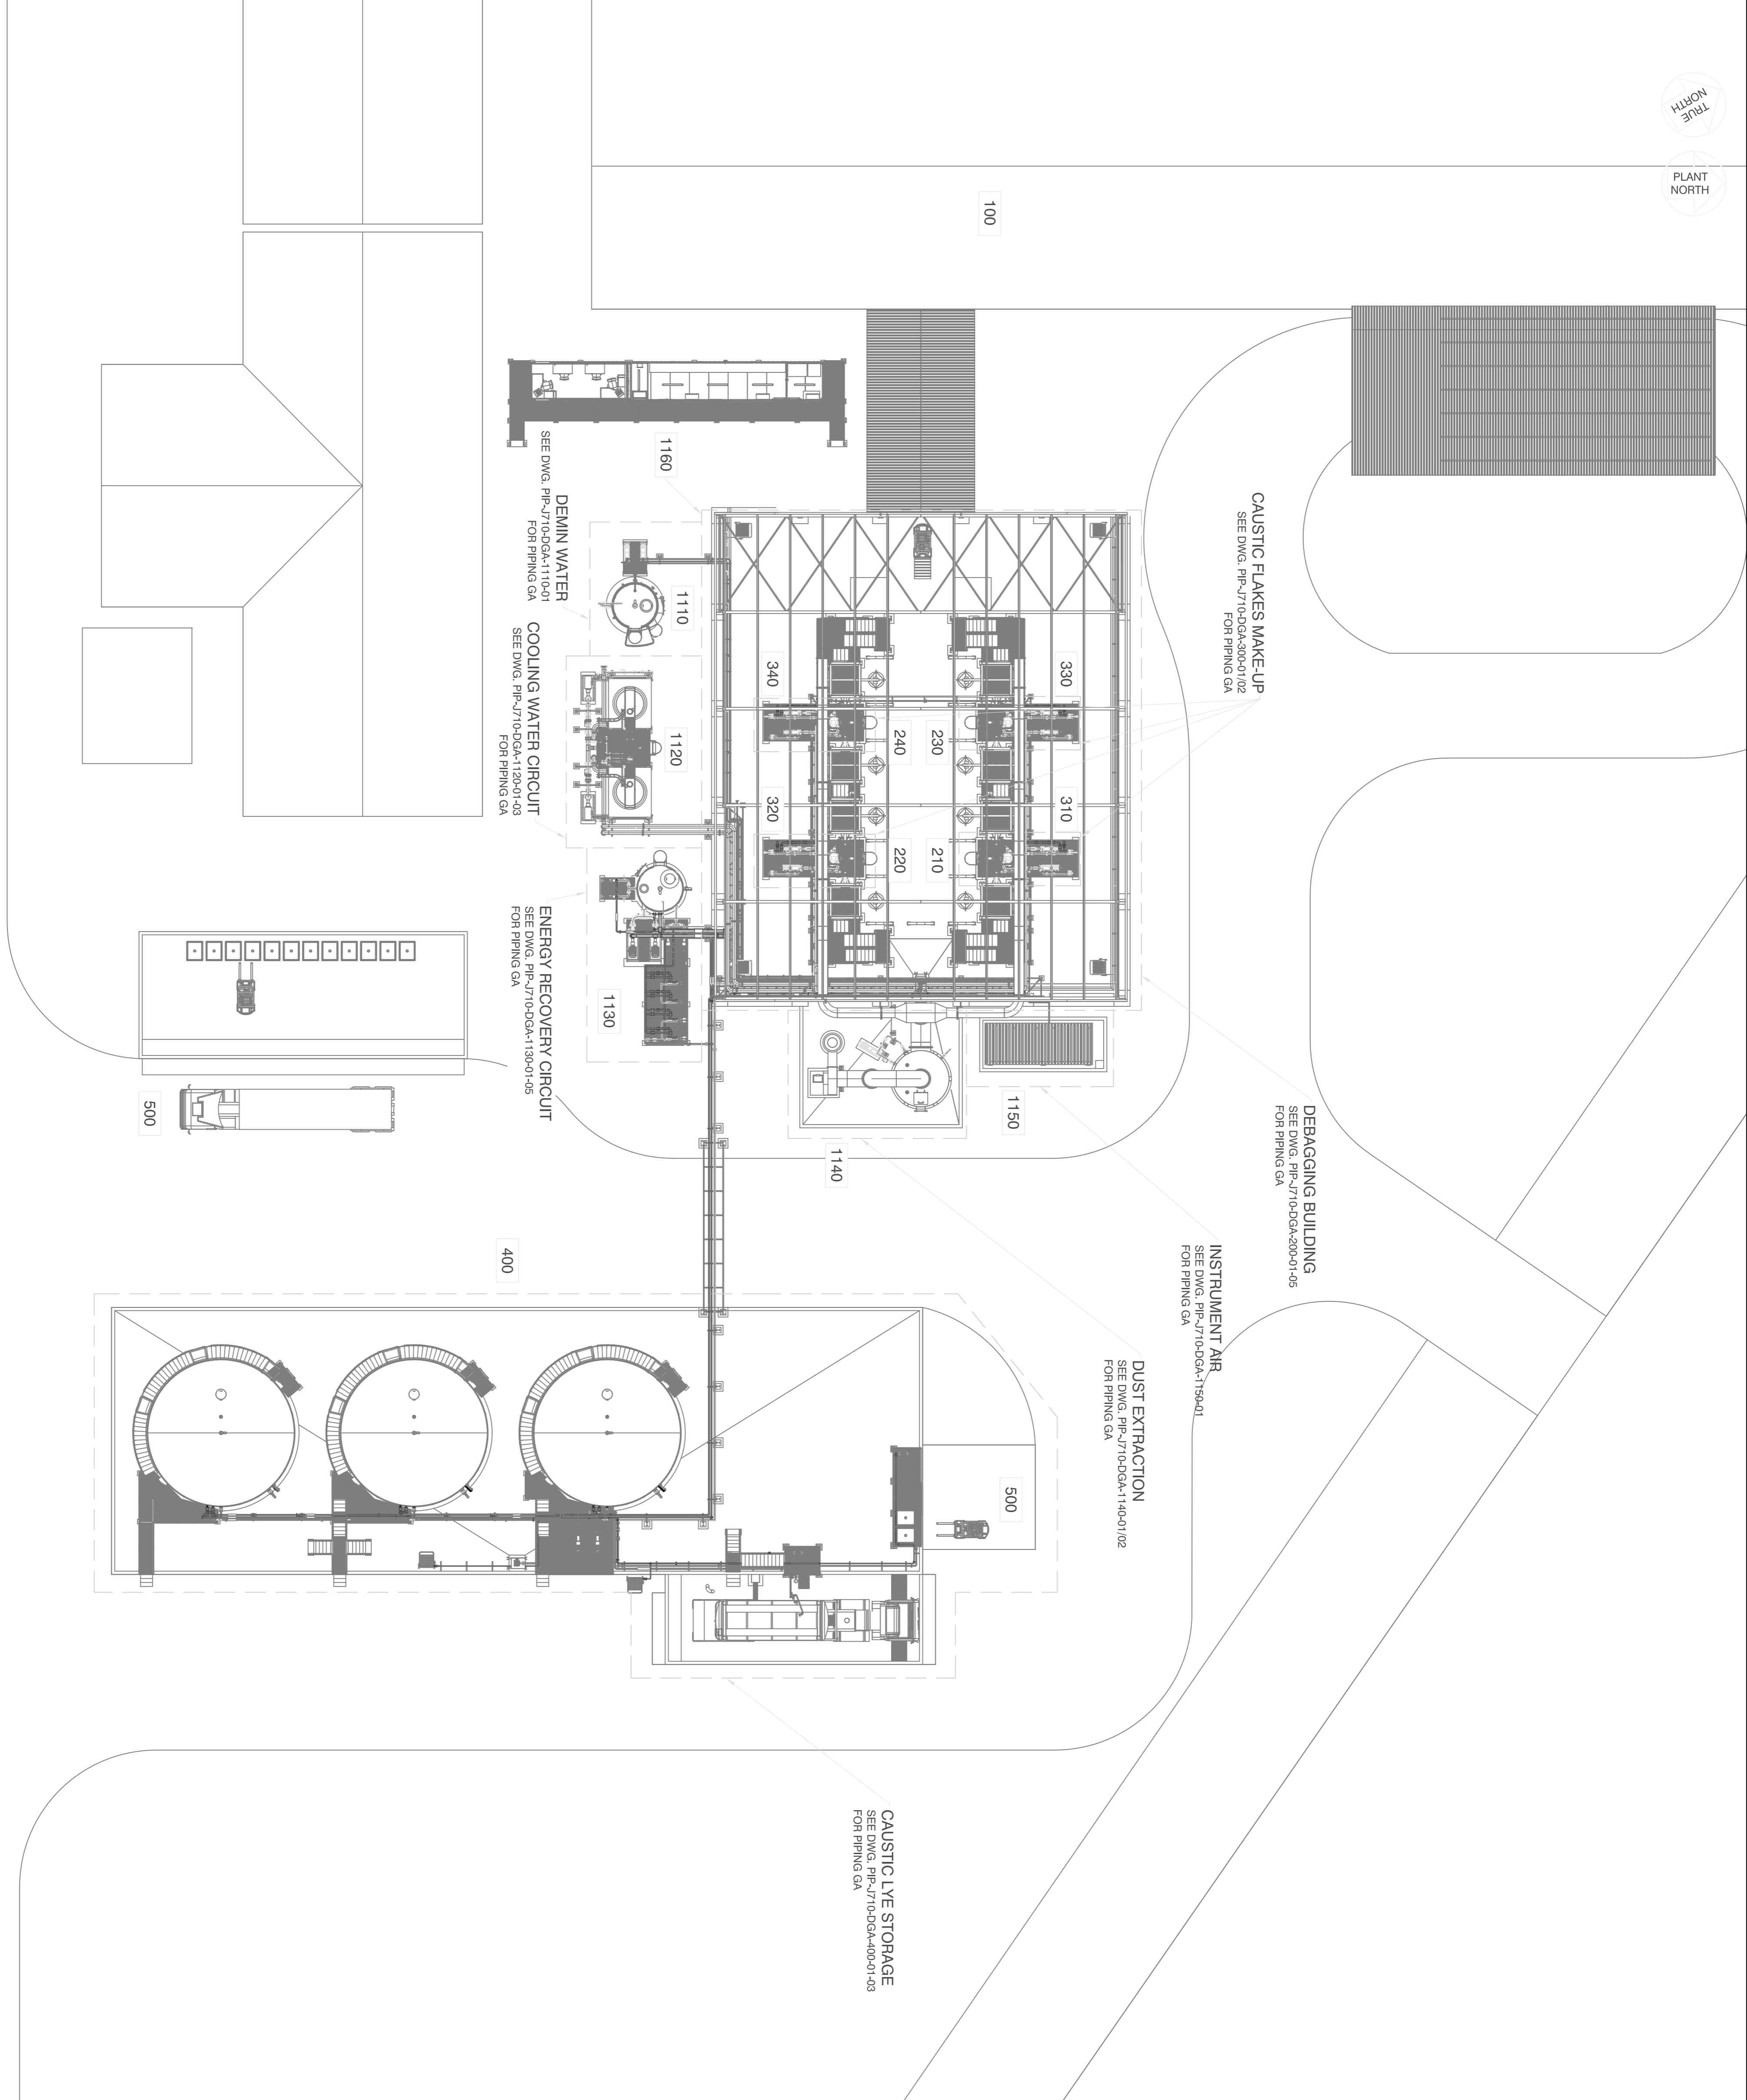 TRUE
NORTH
PLANT
NORTH
100
1160
CAUSTIC FLAKES MAKE-UP
SEE DWG. PIP-J710-DGA-300-01/02
FOR PIPING GA
DEMIN WATER
SEE DWG. PIP-J710-DGA-1110-01
FOR PIPING GA
1110
COOLING WATER CIRCUIT
SEE DWG. PIP-J710-DGA-1120-01-03
FOR PIPING GA
1120
340
330
240
230
320
310
220
210
ENERGY RECOVERY CIRCUIT
SEE DWG. PIP-J710-DGA-1130-01-05
FOR PIPING GA
1130
500
1150
1140
DEBAGGING BUILDING
SEE DWG. PIP-J710-DGA-200-01-05
FOR PIPING GA
INSTRUMENT AIR
SEE DWG. PIP-J710-DGA-1150-01
FOR PIPING GA
DUST EXTRACTION
SEE DWG. PIP-J710-DGA-1140-01/02
FOR PIPING GA
400
500
CAUSTIC LYE STORAGE
SEE DWG. PIP-J710-DGA-400-01-03
FOR PIPING GA